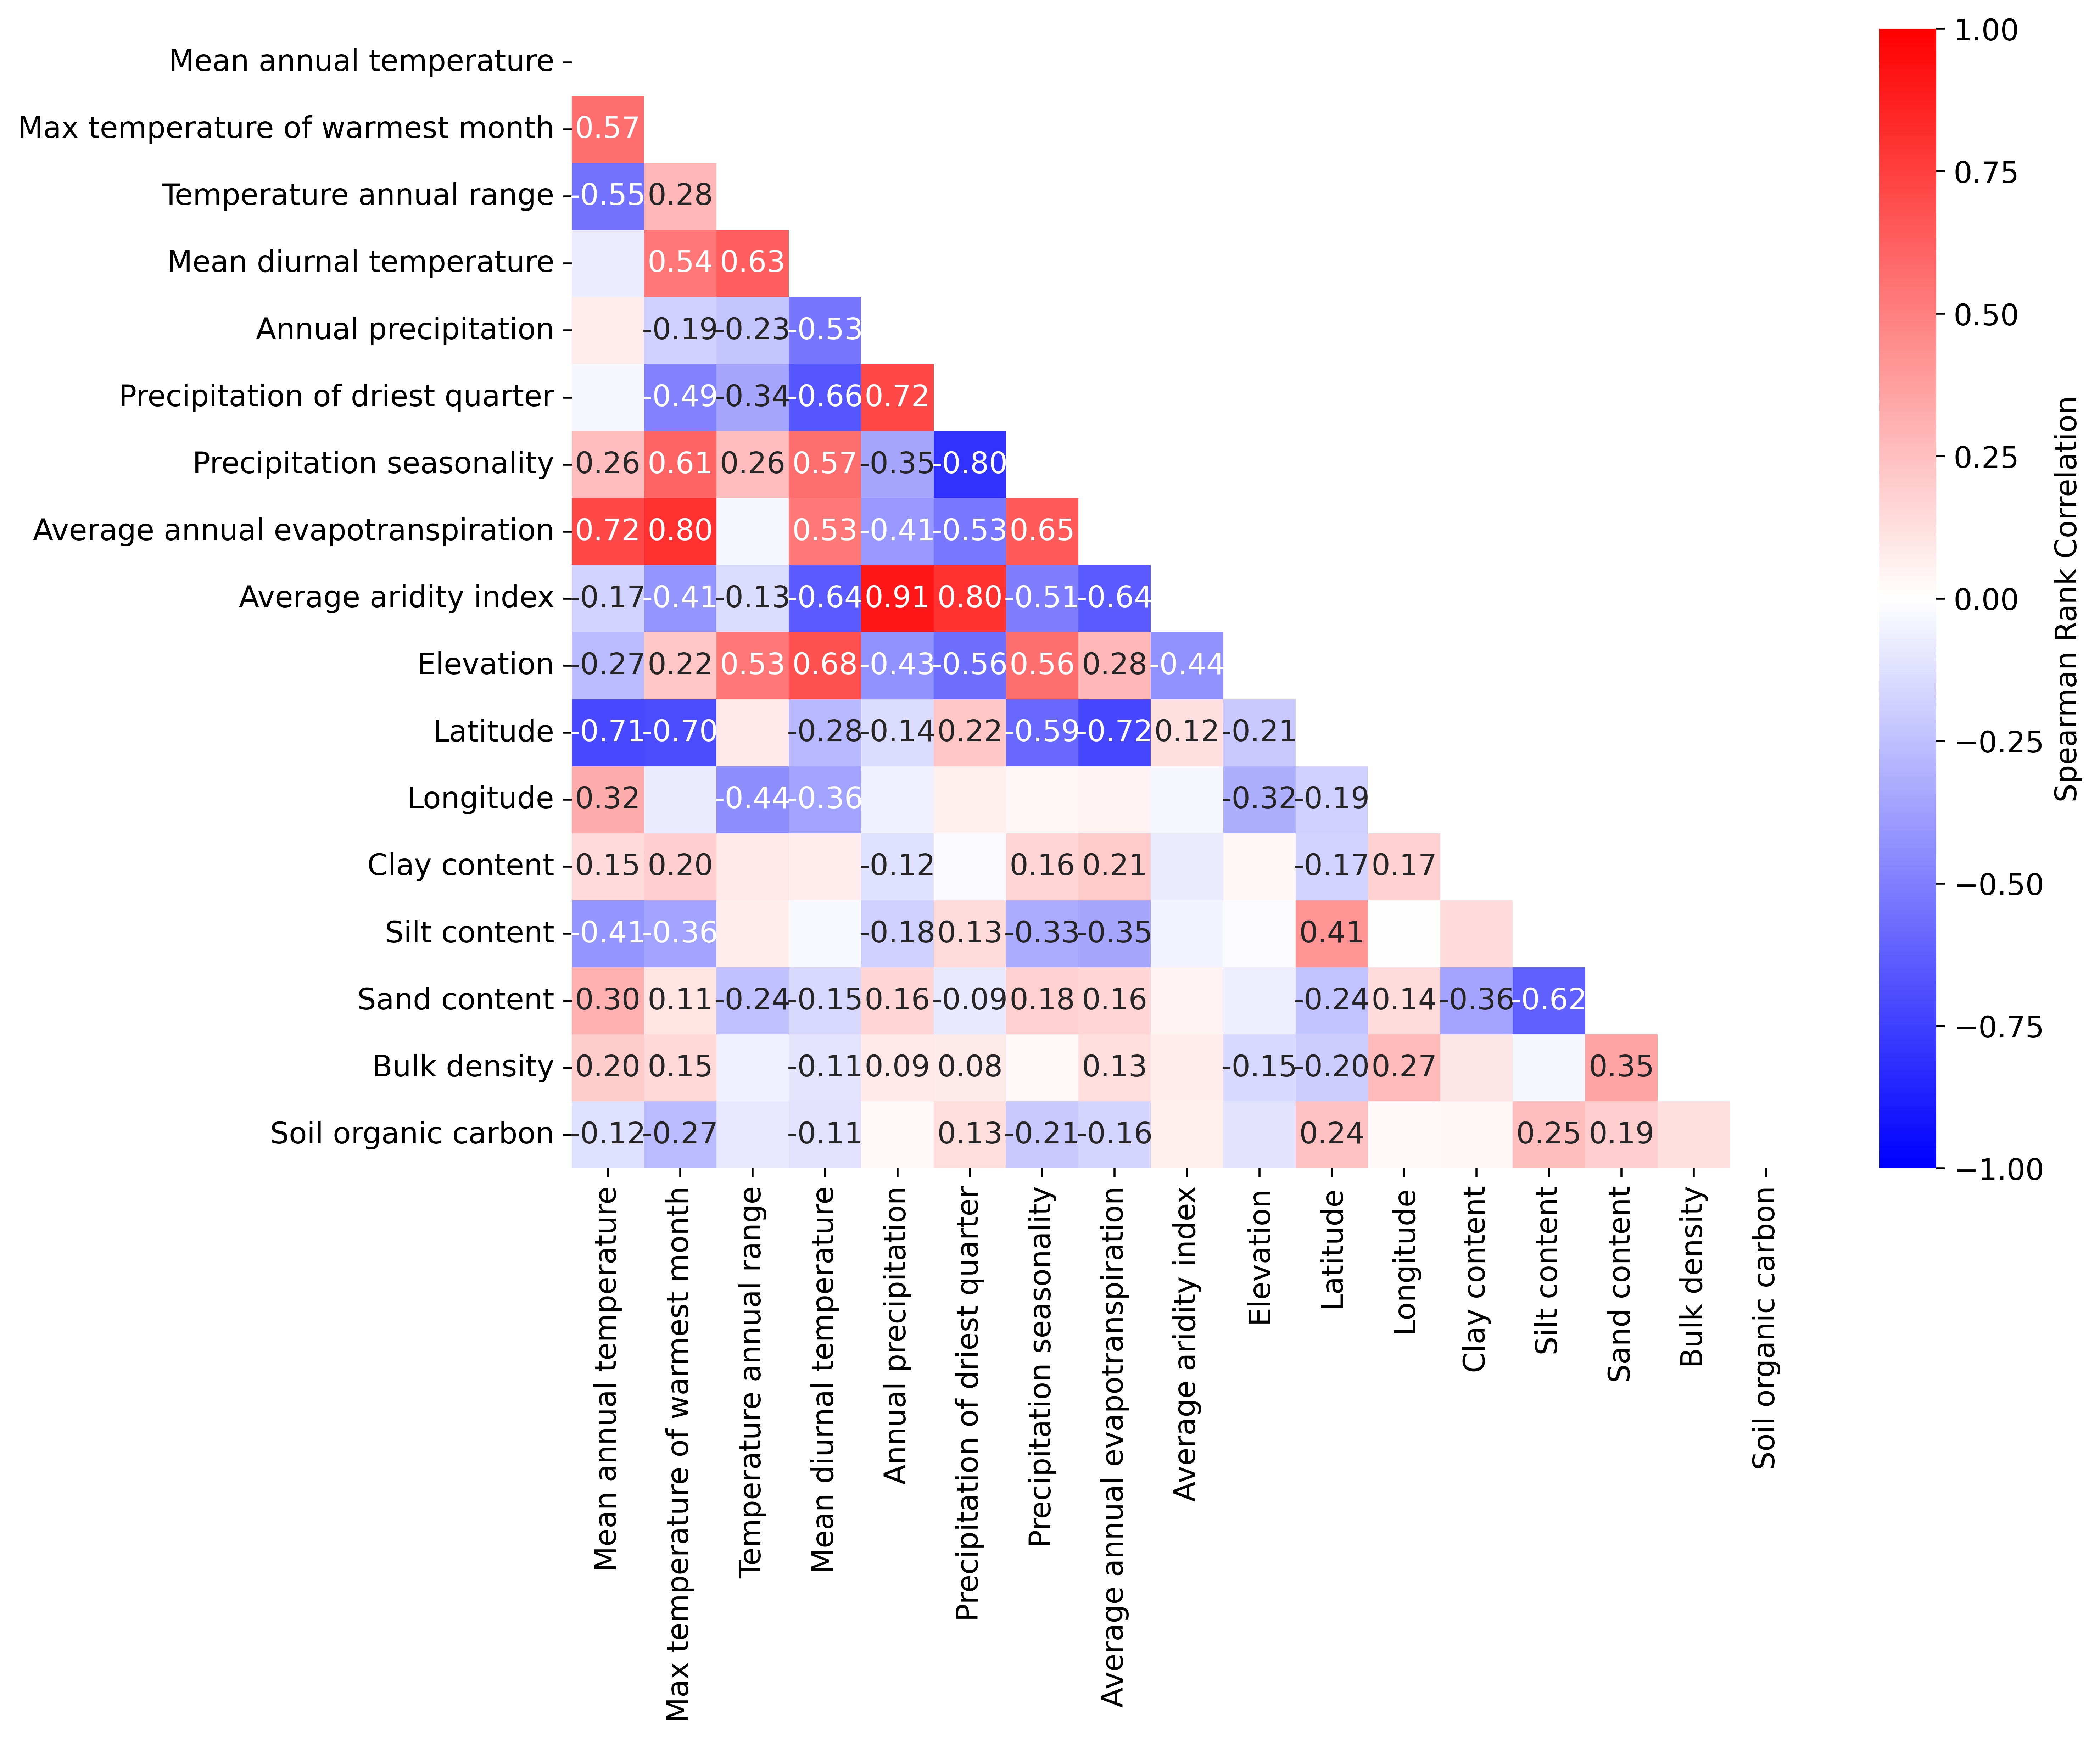 Mean annual temperature
Max temperature of warmest month 0.57
Temperature annual range -0.55 0.28
Mean diurnal temperature 0.54 0.63
Annual precipitation -0.19 -0.23 -0.53
Precipitation of driest quarter -0.49 -0.34 -0.66 0.72
Precipitation seasonality 0.26 0.61 0.26 0.57 -0.35 -0.80
Average annual evapotranspiration 0.72 0.80 0.53 -0.41 -0.53 0.65
Average aridity index -0.17 -0.41 -0.13 -0.64 0.91 0.80 -0.51 -0.64
Elevation -0.27 0.22 0.53 0.68 -0.43 -0.56 0.56 0.28 -0.44
Latitude -0.71 -0.70 -0.28 -0.14 0.22 -0.59 -0.72 0.12 -0.21
Longitude 0.32 -0.44 -0.36 -0.32 -0.19
Clay content 0.15 0.20 -0.12 0.16 0.21 -0.17 0.17
Silt content -0.41 -0.36 -0.18 0.13 -0.33 -0.35 0.41
Sand content 0.30 0.11 -0.24 -0.15 0.16 -0.09 0.18 0.16 -0.24 0.14 -0.36 -0.62
Bulk density 0.20 0.15 -0.11 0.09 0.08 0.13 -0.15 -0.20 0.27 0.35
Soil organic carbon -0.12 -0.27 -0.11 0.13 -0.21 -0.16 0.24 0.25 0.19
Mean annual temperature
Max temperature of warmest month
Temperature annual range
Mean diurnal temperature
Annual precipitation
Precipitation of driest quarter
Precipitation seasonality
Average annual evapotranspiration
Average aridity index
Elevation
Latitude
Longitude
Clay content
Silt content
Sand content
Bulk density
Soil organic carbon
1.00
0.75
0.50
0.25
0.00
−0.25
−0.50
−0.75
−1.00
Spearman Rank Correlation